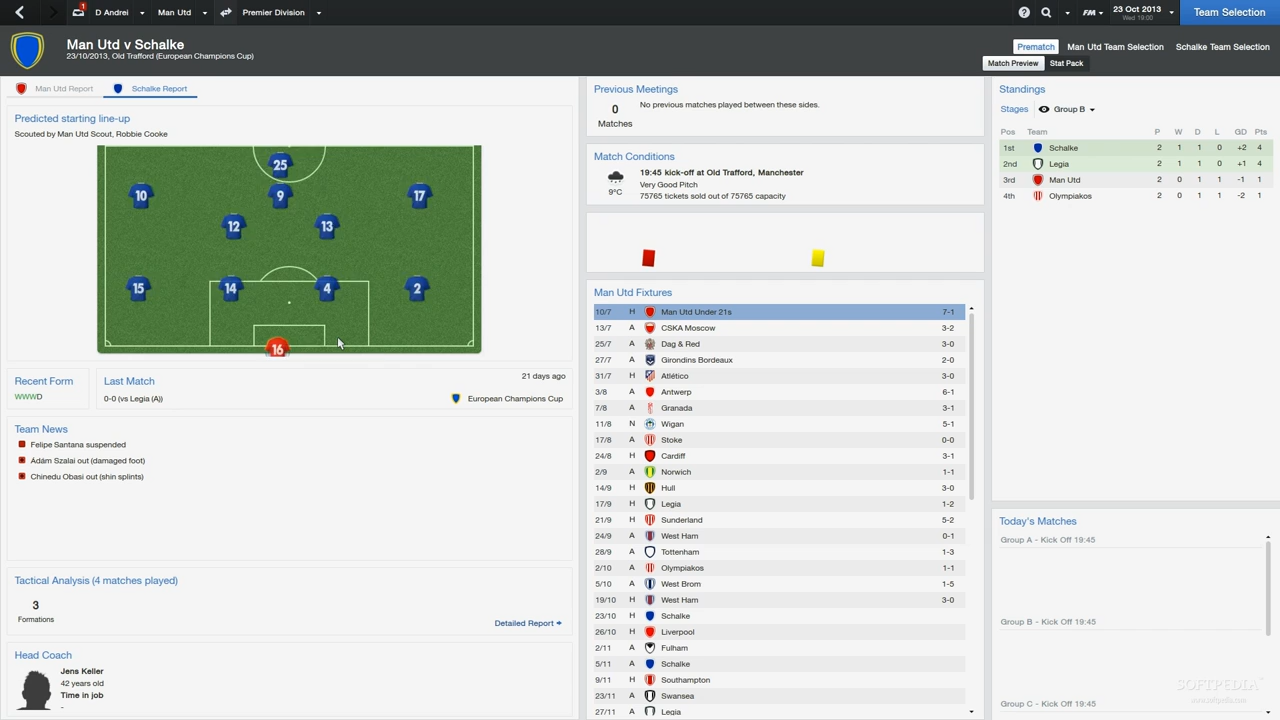 1
D Andrei
Man Utd
Premier Division
?
FM
23 Oct 2013
Wed 19:00
Team Selection
Man Utd v Schalke
23/10/2013, Old Trafford (European Champions Cup)
Prematch Man Utd Team Selection Schalke Team Selection
Match Preview Stat Pack
Man Utd Report Schalke Report
Predicted starting line-up
Scouted by Man Utd Scout, Robbie Cooke
25
10 9 17
12 13
15 14 4 2
16
Recent Form
WWWD
Last Match
21 days ago
0-0 (vs Legia (A))
European Champions Cup
Team News
Felipe Santana suspended
Ádám Szalai out (damaged foot)
Chinedu Obasi out (shin splints)
Tactical Analysis (4 matches played)
3
Formations
Detailed Report
Head Coach
Jens Keller
42 years old
Time in job
-
Previous Meetings
0
Matches
No previous matches played between these sides.
Match Conditions
9°C
19:45 kick-off at Old Trafford, Manchester
Very Good Pitch
75765 tickets sold out of 75765 capacity
Man Utd Fixtures
10/7 H Man Utd Under 21s 7-1
13/7 A CSKA Moscow 3-2
25/7 A Dag & Red 3-0
27/7 A Girondins Bordeaux 2-0
31/7 H Atlético 3-0
3/8 A Antwerp 6-1
7/8 A Granada 3-1
11/8 N Wigan 5-1
17/8 A Stoke 0-0
24/8 H Cardiff 3-1
2/9 A Norwich 1-1
14/9 H Hull 3-0
17/9 H Legia 1-2
21/9 H Sunderland 5-2
24/9 A West Ham 0-1
28/9 A Tottenham 1-3
2/10 A Olympiakos 1-1
5/10 A West Brom 1-5
19/10 H West Ham 3-0
23/10 H Schalke
26/10 H Liverpool
2/11 A Fulham
5/11 A Schalke
9/11 H Southampton
23/11 A Swansea
27/11 A Legia
Standings
Stages Group B
Pos Team P W D L GD Pts
1st Schalke 2 1 1 0 +2 4
2nd Legia 2 1 1 0 +1 4
3rd Man Utd 2 0 1 1 -1 1
4th Olympiakos 2 0 1 1 -2 1
Today's Matches
Group A - Kick Off 19:45
Group B - Kick Off 19:45
Group C - Kick Off 19:45
SOFTPEDIA
www.softpedia.com